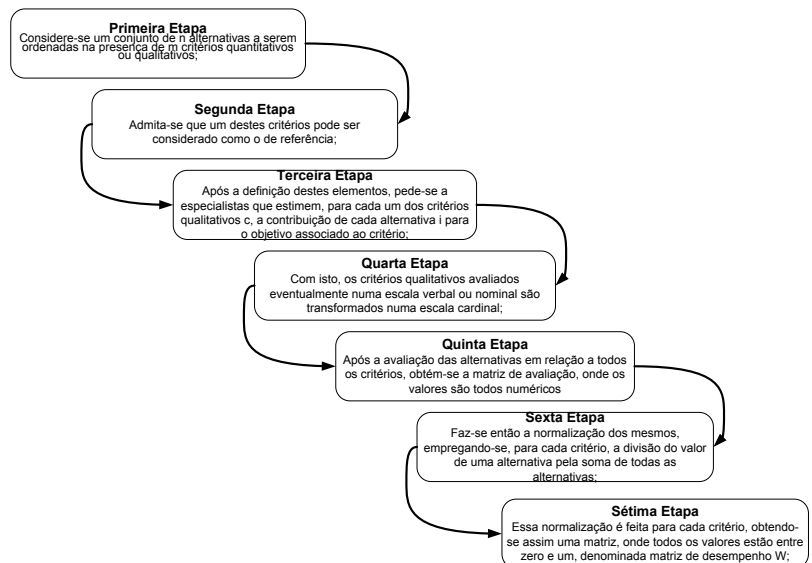 Primeira Etapa
Considere-se um conjunto de n alternativas a serem
ordenadas na presença de m critérios quantitativos
ou qualitativos;
Segunda Etapa
Admita-se que um destes critérios pode ser
considerado como o de referência;
Terceira Etapa
Após a definição destes elementos, pede-se a
especialistas que estimem, para cada um dos critérios
qualitativos c, a contribuição de cada alternativa i para
o objetivo associado ao critério;
Quarta Etapa
Com isto, os critérios qualitativos avaliados
eventualmente numa escala verbal ou nominal são
transformados numa escala cardinal;
Quinta Etapa
Após a avaliação das alternativas em relação a todos
os critérios, obtém-se a matriz de avaliação, onde os
valores são todos numéricos
Sexta Etapa
Faz-se então a normalização dos mesmos,
empregando-se, para cada critério, a divisão do valor
de uma alternativa pela soma de todas as
alternativas;
Sétima Etapa
Essa normalização é feita para cada critério, obtendo-
se assim uma matriz, onde todos os valores estão entre
zero e um, denominada matriz de desempenho W;